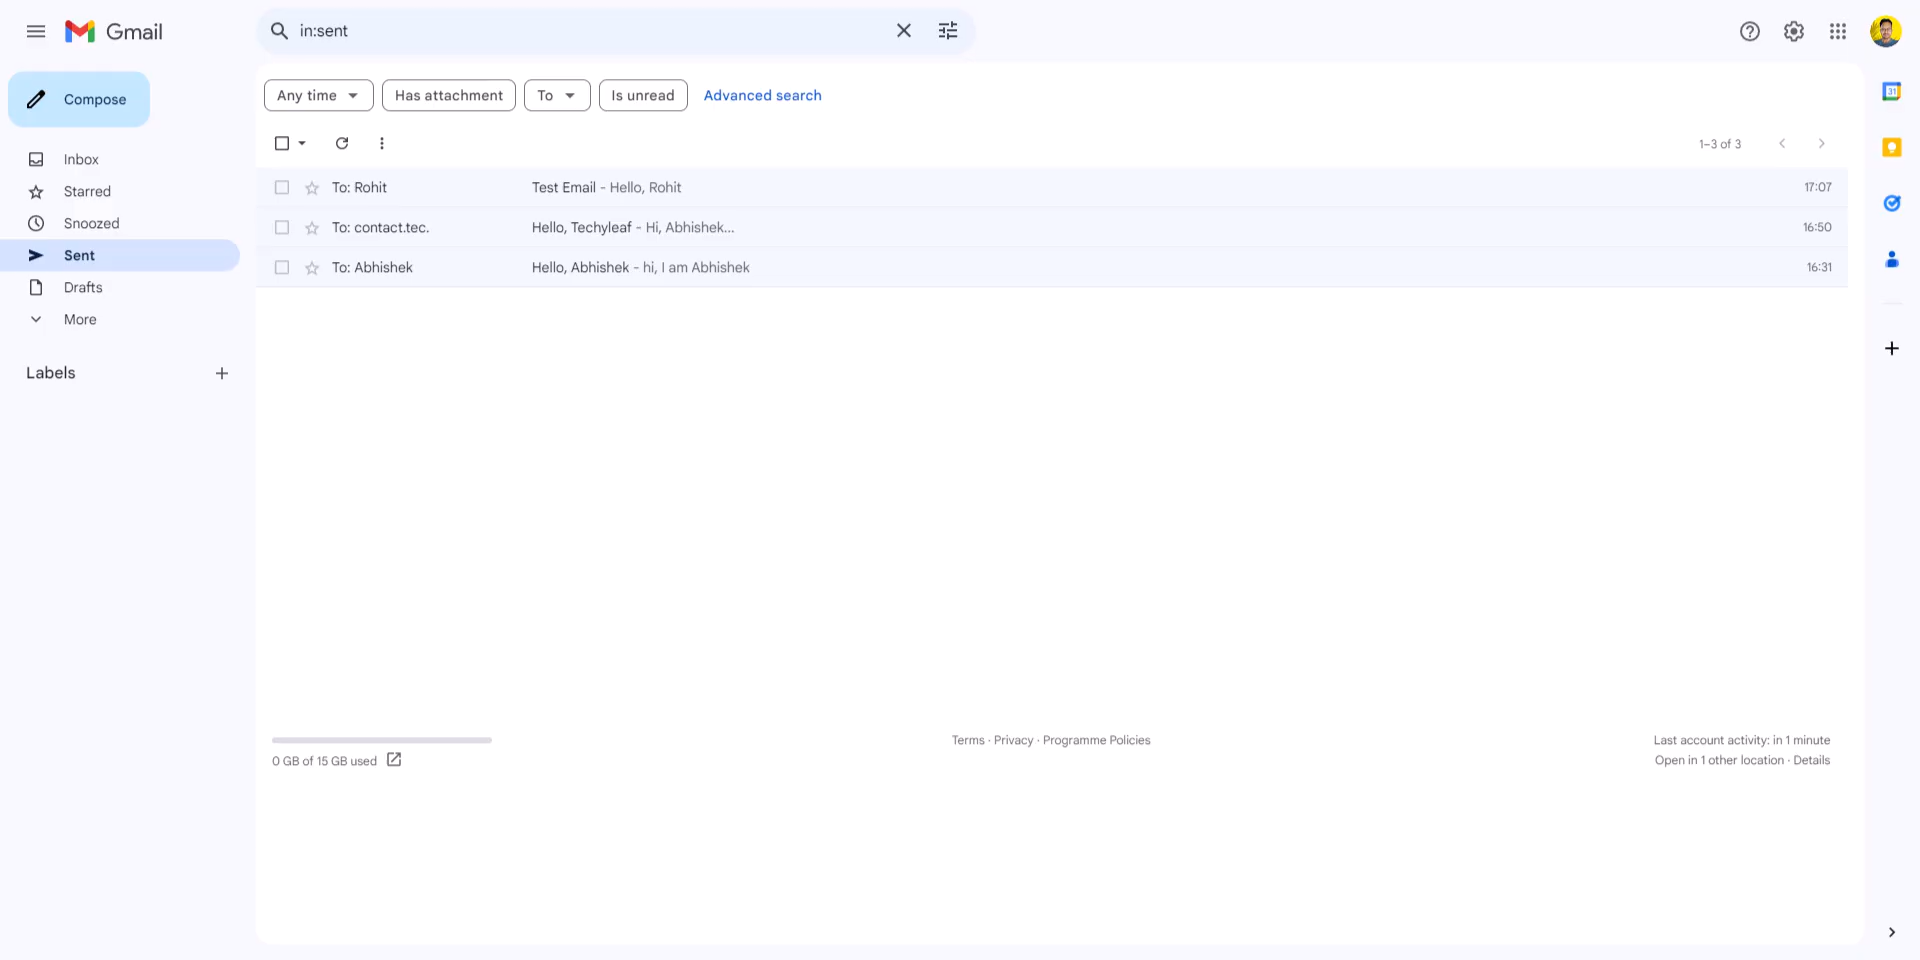 Gmail
in:sent
Compose
Inbox
Starred
Snoozed
Sent
Drafts
More
Labels
Any time
Has attachment
To
Is unread
Advanced search
1–3 of 3
To: Rohit Test Email - Hello, Rohit 17:07
To: contact.tec. Hello, Techyleaf - Hi, Abhishek... 16:50
To: Abhishek Hello, Abhishek - hi, I am Abhishek 16:31
0 GB of 15 GB used
Terms · Privacy · Programme Policies
Last account activity: in 1 minute
Open in 1 other location · Details
31